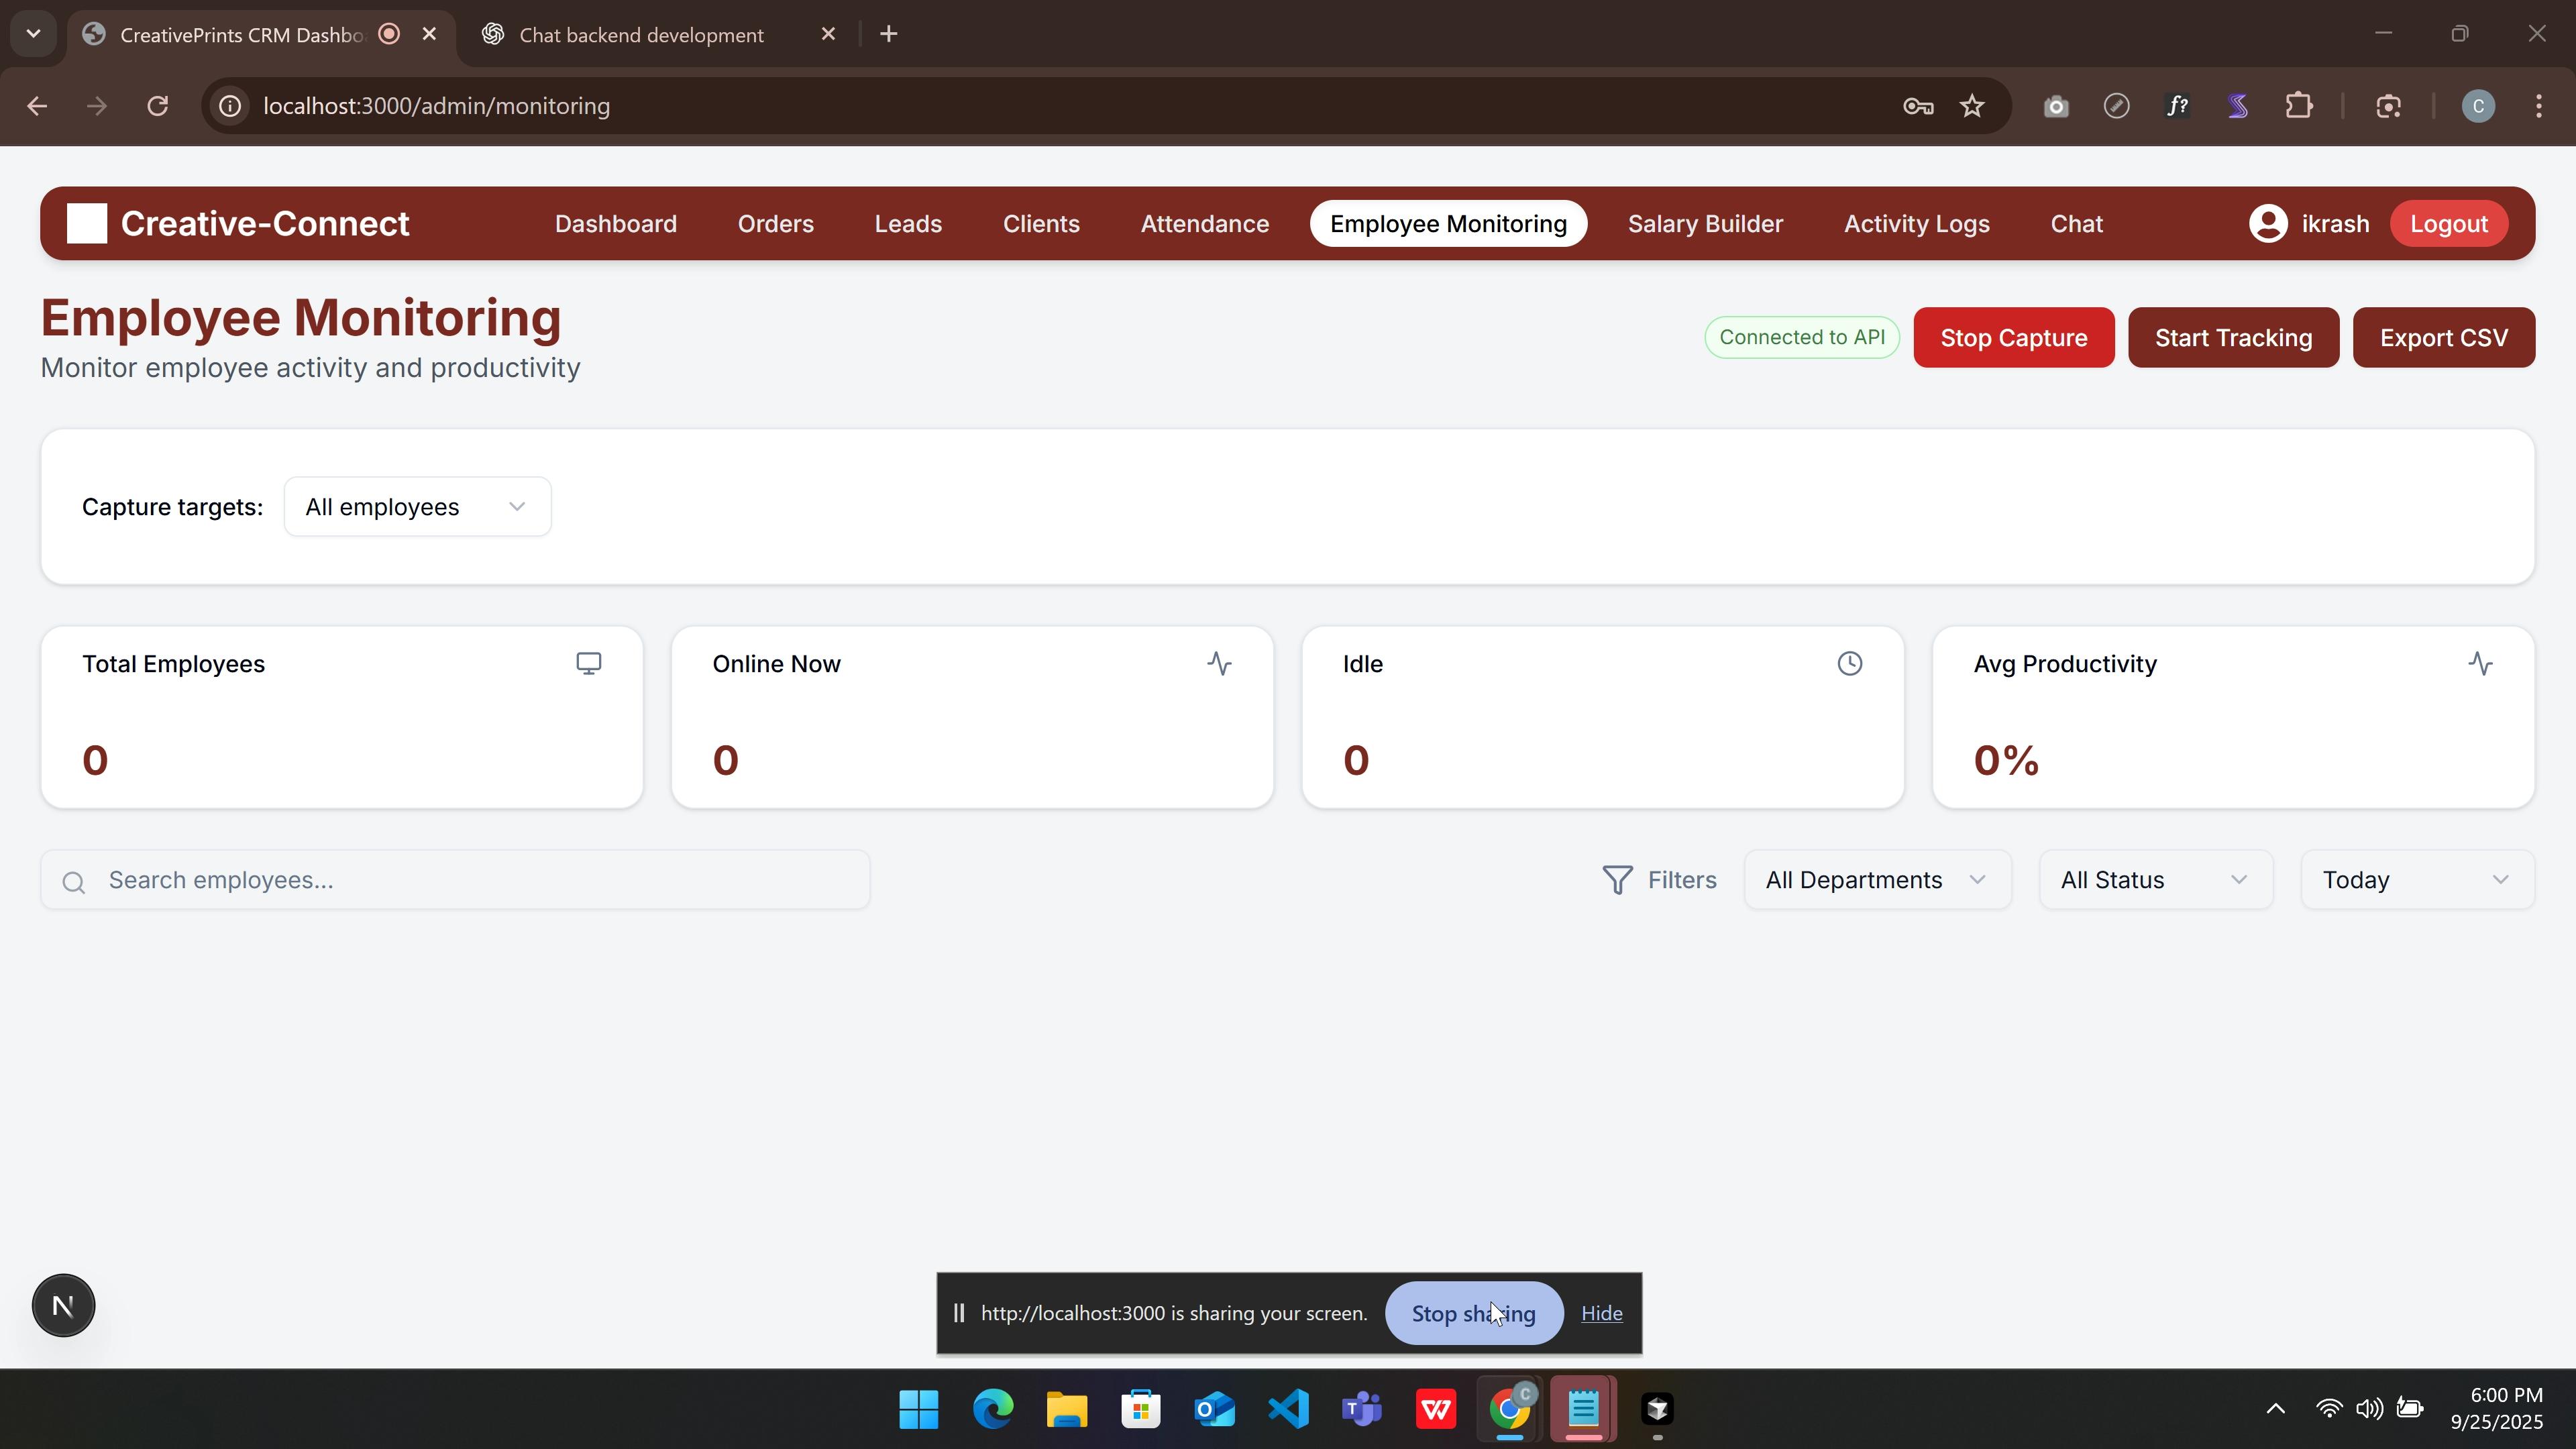 CreativePrints CRM Dashbo
Chat backend development
localhost:3000/admin/monitoring
f?
C
Creative-Connect
Dashboard
Orders
Leads
Clients
Attendance
Employee Monitoring
Salary Builder
Activity Logs
Chat
ikrash
Logout
Employee Monitoring
Monitor employee activity and productivity
Connected to API
Stop Capture
Start Tracking
Export CSV
Capture targets:
All employees
Total Employees
Online Now
Idle
Avg Productivity
0
0
0
0%
Search employees...
Filters
All Departments
All Status
Today
N
http://localhost:3000 is sharing your screen.
Stop sharing
Hide
C
6:00 PM
9/25/2025